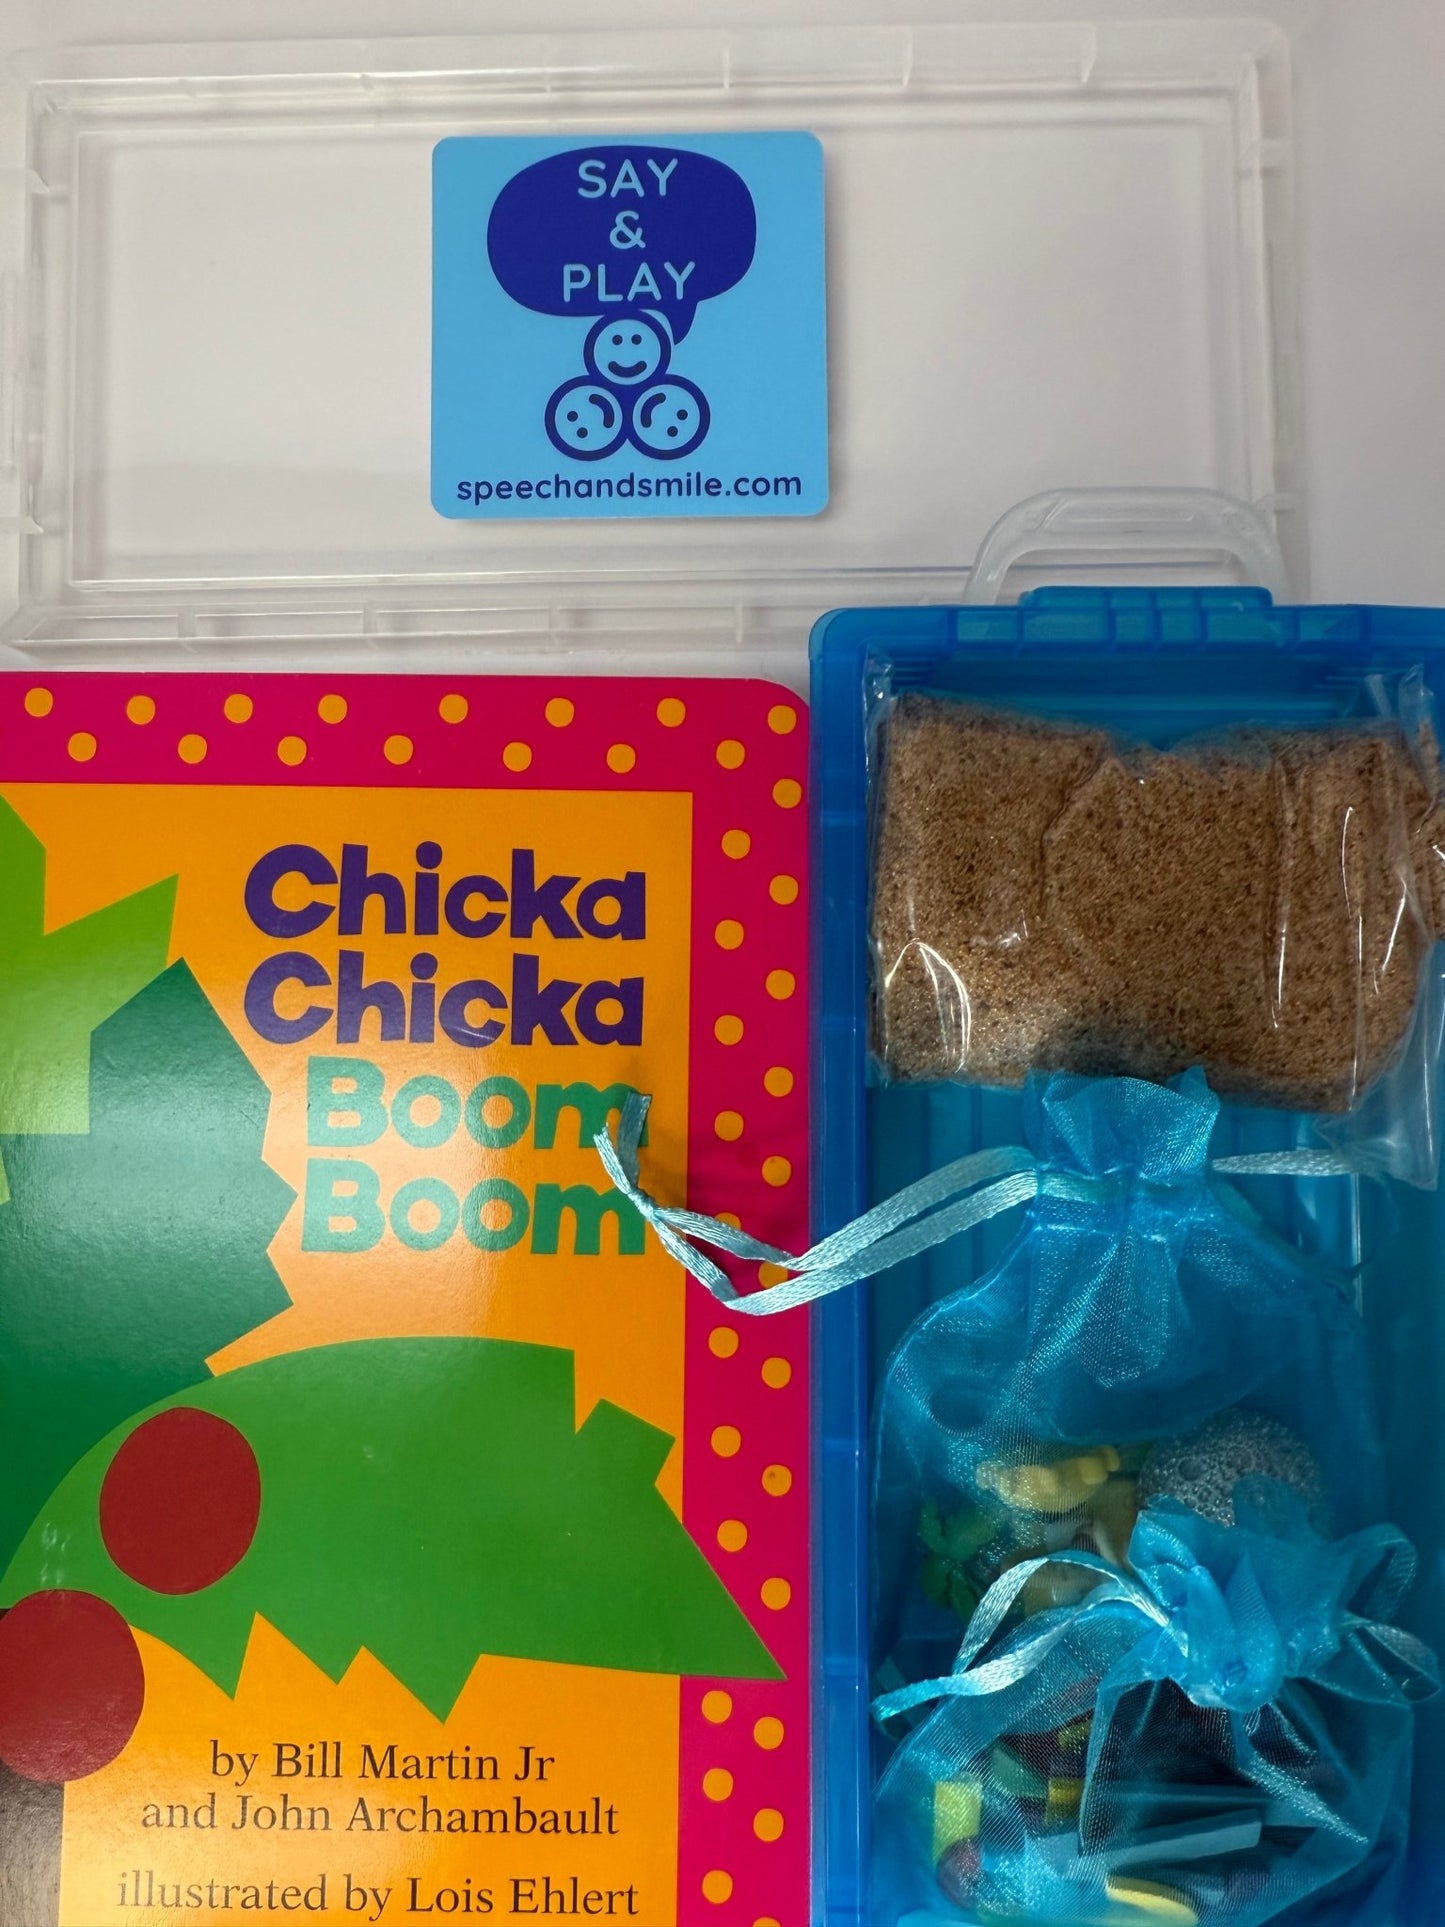 SAY
&
PLAY
speechandsmile.com
Chicka
Chicka
Boom
Boom
by Bill Martin Jr
and John Archambault
illustrated by Lois Ehlert